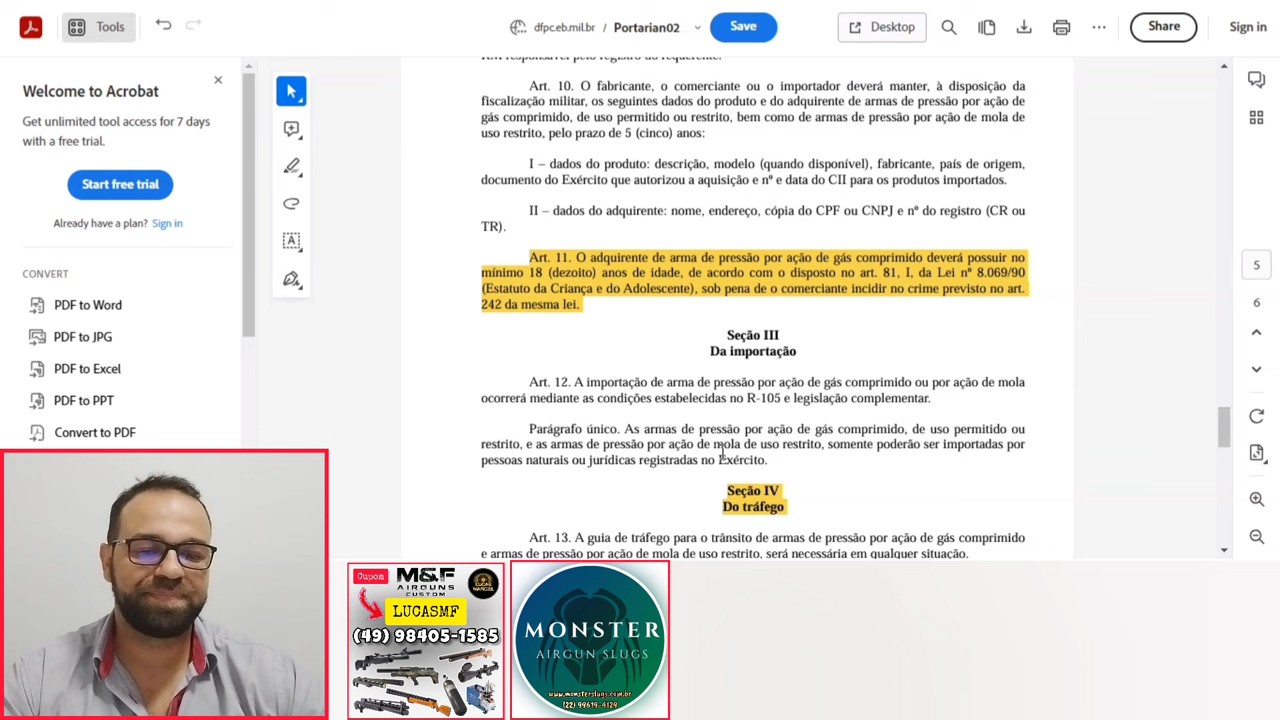 Tools
dfpc.eb.mil.br / Portarian02
Save
Desktop
Share
Sign in
Welcome to Acrobat
Get unlimited tool access for 7 days
with a free trial.
Start free trial
Already have a plan? Sign in
CONVERT
PDF to Word
PDF to JPG
PDF to Excel
PDF to PPT
Convert to PDF
RM responsável pelo registro do requerente.
Art. 10. O fabricante, o comerciante ou o importador deverá manter, à disposição da
fiscalização militar, os seguintes dados do produto e do adquirente de armas de pressão por ação de
gás comprimido, de uso permitido ou restrito, bem como de armas de pressão por ação de mola de
uso restrito, pelo prazo de 5 (cinco) anos:
I – dados do produto: descrição, modelo (quando disponível), fabricante, país de origem,
documento do Exército que autorizou a aquisição e nº e data do CII para os produtos importados.
II – dados do adquirente: nome, endereço, cópia do CPF ou CNPJ e nº do registro (CR ou
TR).
Art. 11. O adquirente de arma de pressão por ação de gás comprimido deverá possuir no
mínimo 18 (dezoito) anos de idade, de acordo com o disposto no art. 81, I, da Lei nº 8.069/90
(Estatuto da Criança e do Adolescente), sob pena de o comerciante incidir no crime previsto no art.
242 da mesma lei.
Seção III
Da importação
Art. 12. A importação de arma de pressão por ação de gás comprimido ou por ação de mola
ocorrerá mediante as condições estabelecidas no R-105 e legislação complementar.
Parágrafo único. As armas de pressão por ação de gás comprimido, de uso permitido ou
restrito, e as armas de pressão por ação de mola de uso restrito, somente poderão ser importadas por
pessoas naturais ou jurídicas registradas no Exército.
Seção IV
Do tráfego
Art. 13. A guia de tráfego para o trânsito de armas de pressão por ação de gás comprimido
e armas de pressão por ação de mola de uso restrito, será necessária em qualquer situação.
5
6
Cupom
M&F
AIRGUNS
CUSTOM
LUCASMF
(49) 98405-1585
MONSTER
AIRGUN SLUGS
www.monsterslugs.com.br
(22) 99619-4129